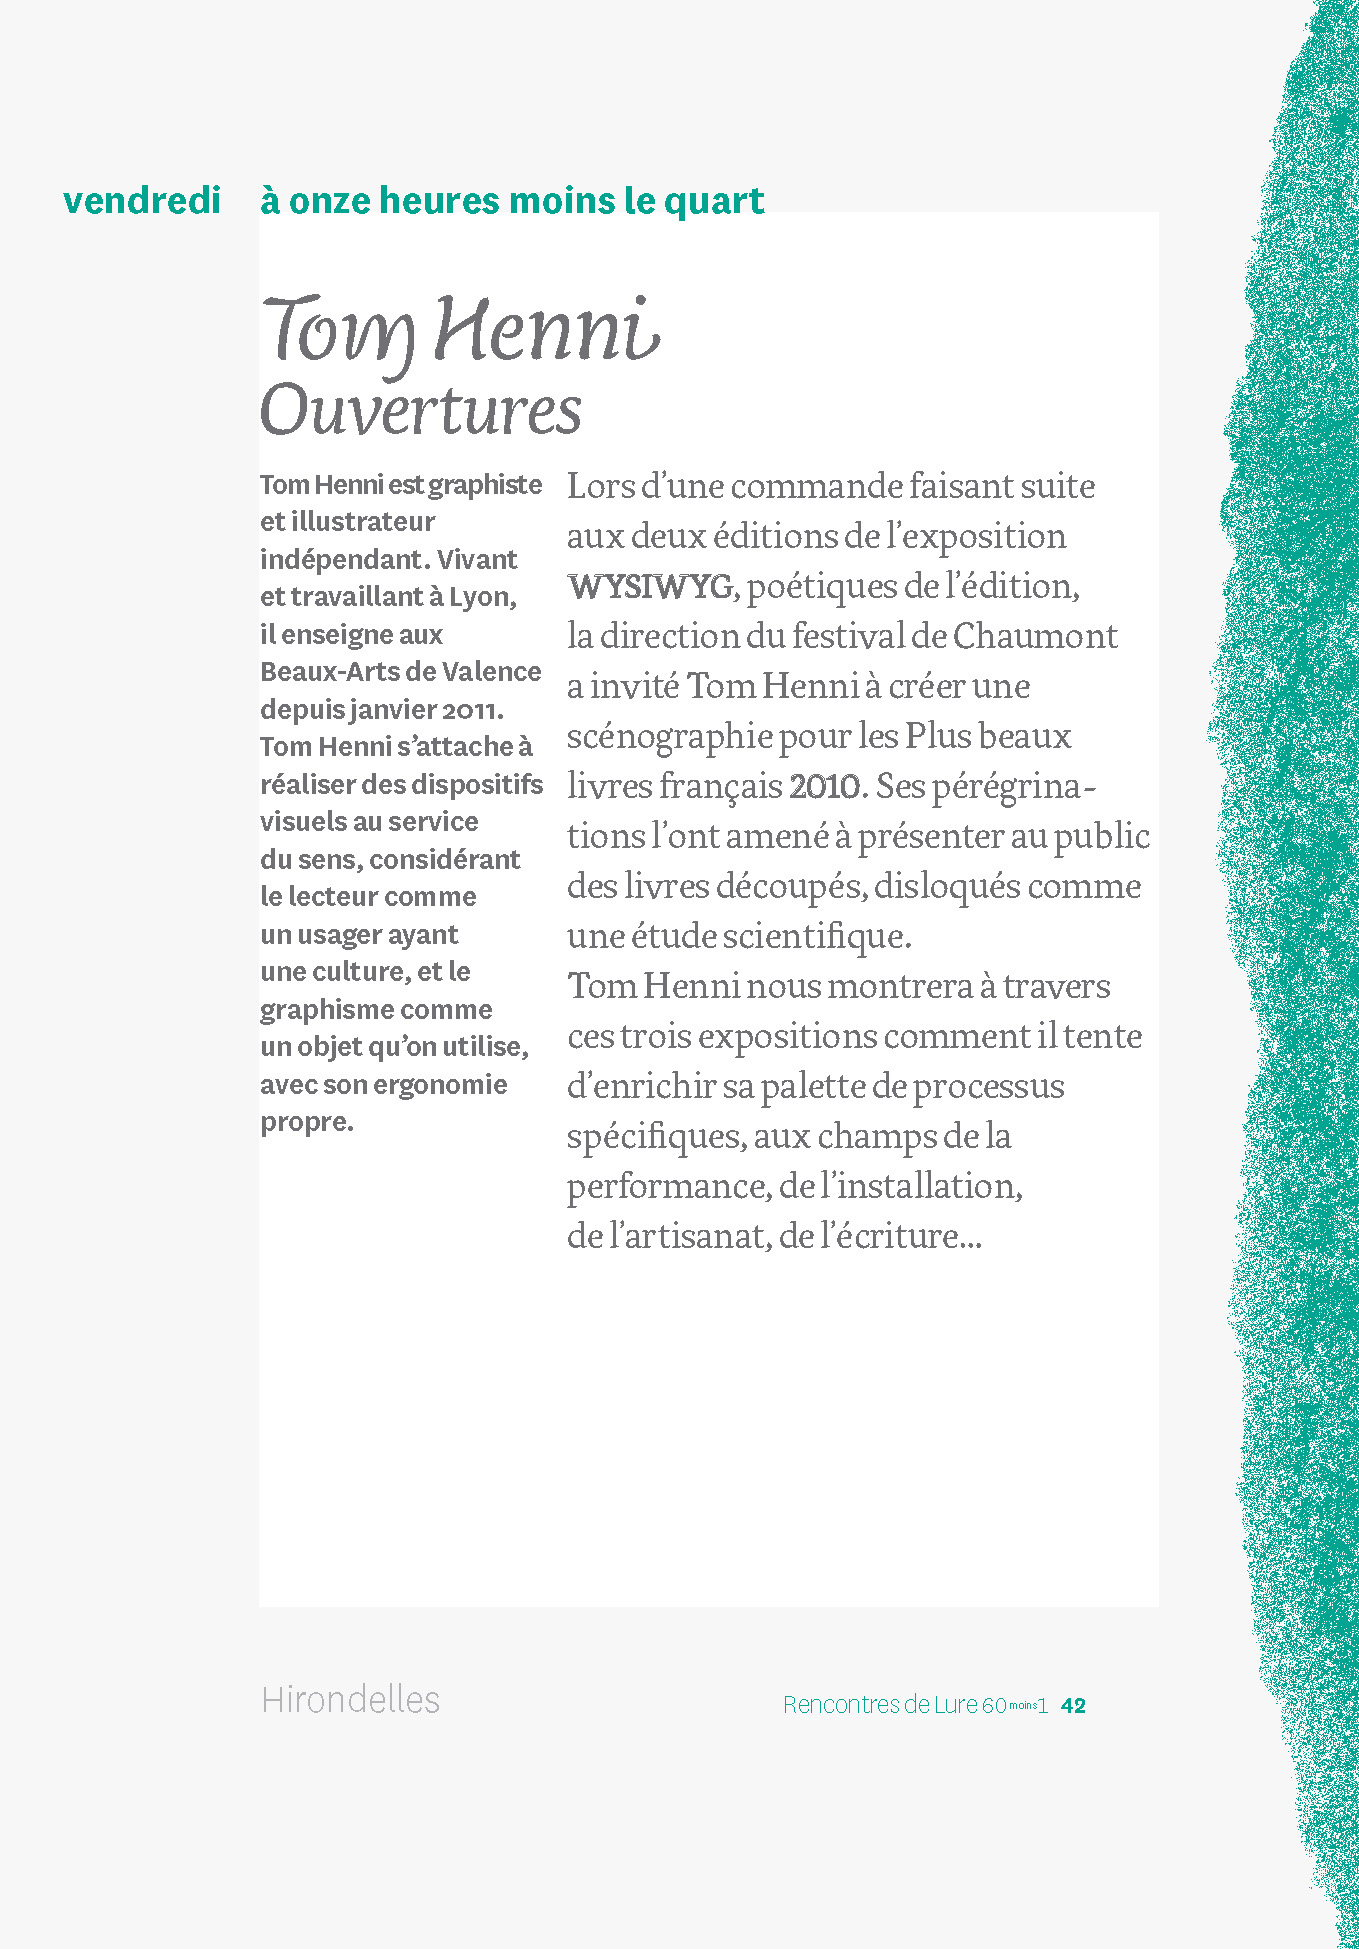 vendredi à onze heures moins le quart
Tom Henni
Ouvertures
Tom Henni est graphiste
et illustrateur
indépendant. Vivant
et travaillant à Lyon,
il enseigne aux
Beaux-Arts de Valence
depuis janvier 2011.
Tom Henni s’attache à
réaliser des dispositifs
visuels au service
du sens, considérant
le lecteur comme
un usager ayant
une culture, et le
graphisme comme
un objet qu’on utilise,
avec son ergonomie
propre.
Lors d’une commande faisant suite
aux deux éditions de l’exposition
WYSIWYG, poétiques de l’édition,
la direction du festival de Chaumont
a invité Tom Henni à créer une
scénographie pour les Plus beaux
livres français 2010. Ses pérégrina-
tions l’ont amené à présenter au public
des livres découpés, disloqués comme
une étude scientifique.
Tom Henni nous montrera à travers
ces trois expositions comment il tente
d’enrichir sa palette de processus
spécifiques, aux champs de la
performance, de l’installation,
de l’artisanat, de l’écriture…
Hirondelles
Rencontres de Lure 60 moins 1 42